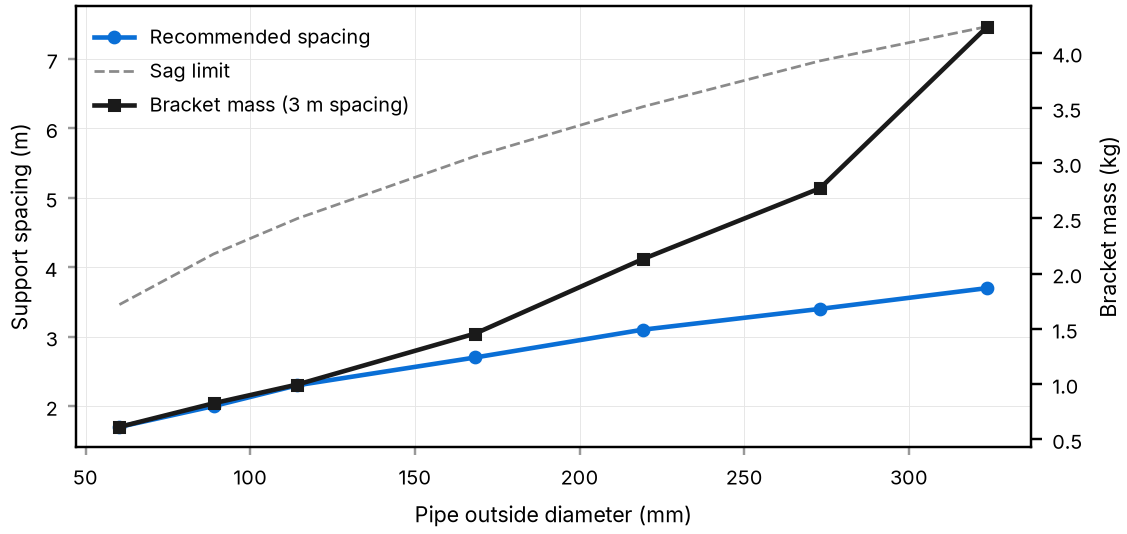 Recommended spacing
Sag limit
Bracket mass (3 m spacing)
Support spacing (m)
7
6
5
4
3
2
4.0
3.5
3.0
2.5
2.0
1.5
1.0
0.5
Bracket mass (kg)
50 100 150 200 250 300
Pipe outside diameter (mm)